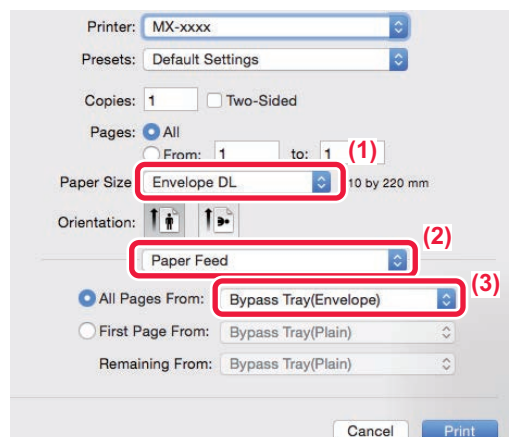 Printer: MX-xxxx
Presets: Default Settings
Copies: 1 Two-Sided
Pages: All
From: 1 to: 1 (1)
Paper Size Envelope DL 10 by 220 mm
Orientation:
(2)
Paper Feed
(3)
All Pages From: Bypass Tray(Envelope)
First Page From: Bypass Tray(Plain)
Remaining From: Bypass Tray(Plain)
Cancel Print